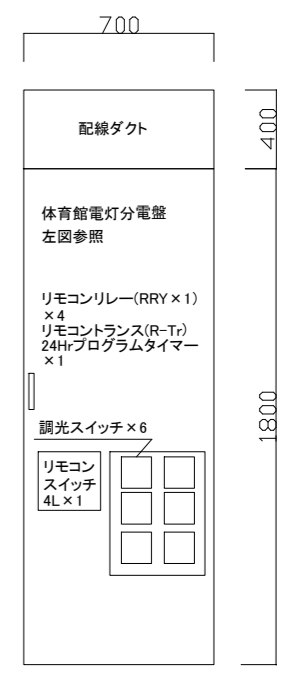 700
配線ダクト
400
体育館電灯分電盤
左図参照
リモコンリレー(RRY×1)
×4
リモコントランス(R-Tr)
24Hrプログラムタイマー
×1
1800
調光スイッチ×6
リモコン
スイッチ
4L×1